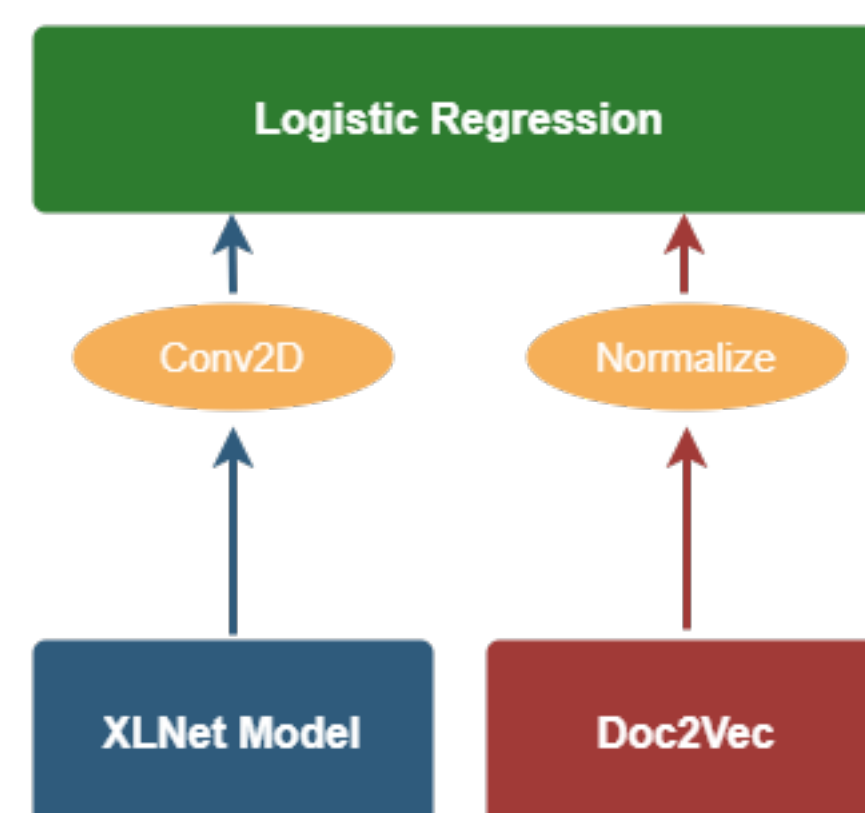 Logistic Regression
Conv2D
Normalize
XLNet Model
Doc2Vec